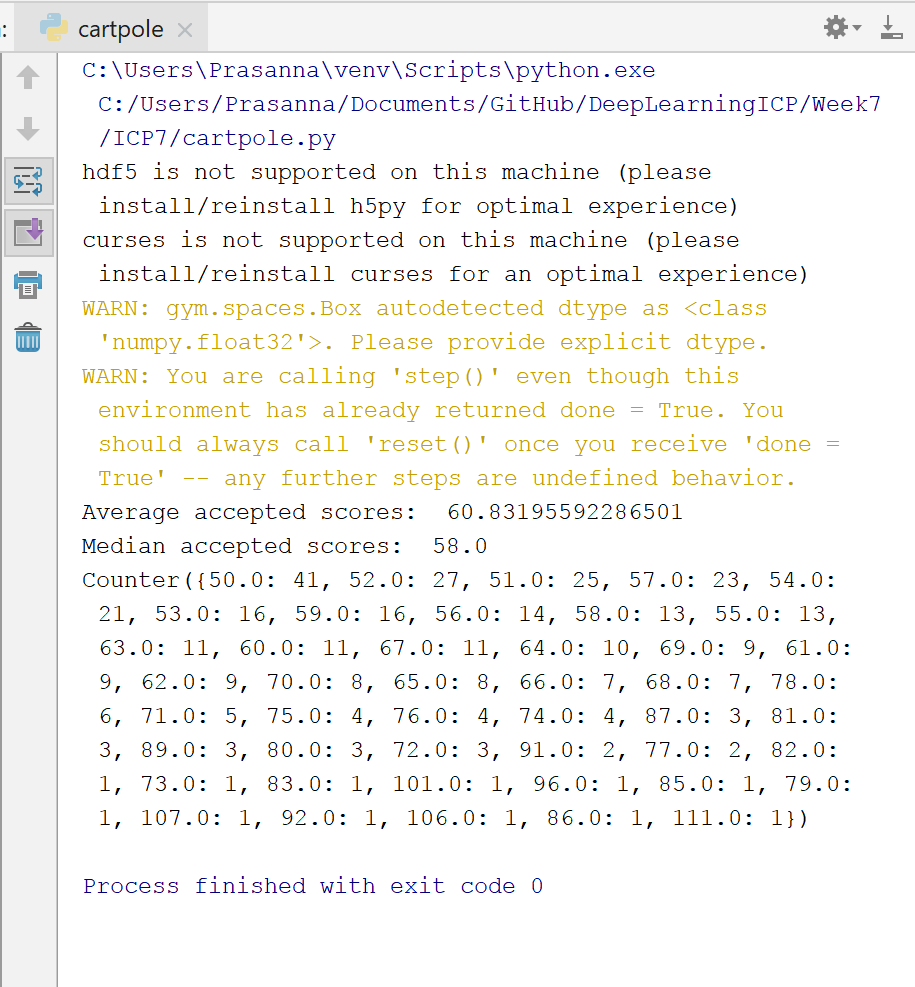 : cartpole
C:\Users\Prasanna\venv\Scripts\python.exe
C:/Users/Prasanna/Documents/GitHub/DeepLearningICP/Week7
/ICP7/cartpole.py
hdf5 is not supported on this machine (please
install/reinstall h5py for optimal experience)
curses is not supported on this machine (please
install/reinstall curses for an optimal experience)
WARN: gym.spaces.Box autodetected dtype as <class
'numpy.float32'>. Please provide explicit dtype.
WARN: You are calling 'step()' even though this
environment has already returned done = True. You
should always call 'reset()' once you receive 'done =
True' -- any further steps are undefined behavior.
Average accepted scores:  60.83195592286501
Median accepted scores:  58.0
Counter({50.0: 41, 52.0: 27, 51.0: 25, 57.0: 23, 54.0:
21, 53.0: 16, 59.0: 16, 56.0: 14, 58.0: 13, 55.0: 13,
63.0: 11, 60.0: 11, 67.0: 11, 64.0: 10, 69.0: 9, 61.0:
9, 62.0: 9, 70.0: 8, 65.0: 8, 66.0: 7, 68.0: 7, 78.0:
6, 71.0: 5, 75.0: 4, 76.0: 4, 74.0: 4, 87.0: 3, 81.0:
3, 89.0: 3, 80.0: 3, 72.0: 3, 91.0: 2, 77.0: 2, 82.0:
1, 73.0: 1, 83.0: 1, 101.0: 1, 96.0: 1, 85.0: 1, 79.0:
1, 107.0: 1, 92.0: 1, 106.0: 1, 86.0: 1, 111.0: 1})
Process finished with exit code 0